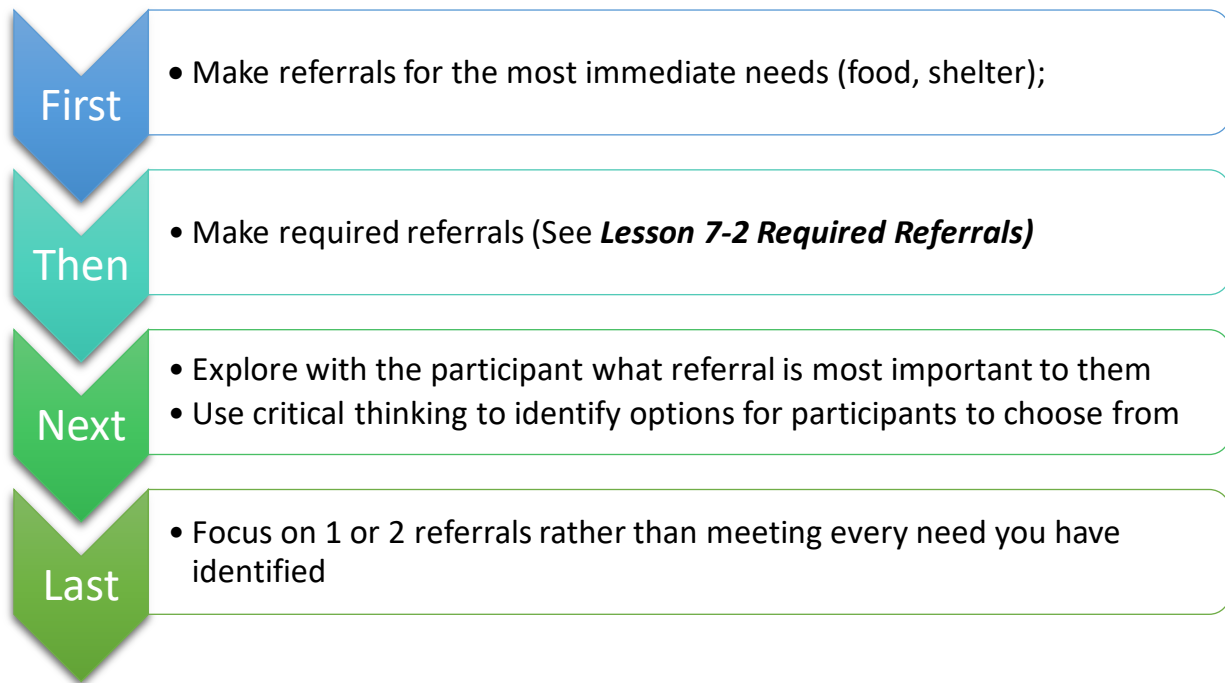 First
• Make referrals for the most immediate needs (food, shelter);
Then
• Make required referrals (See Lesson 7-2 Required Referrals)
Next
• Explore with the participant what referral is most important to them
• Use critical thinking to identify options for participants to choose from
Last
• Focus on 1 or 2 referrals rather than meeting every need you have
identified